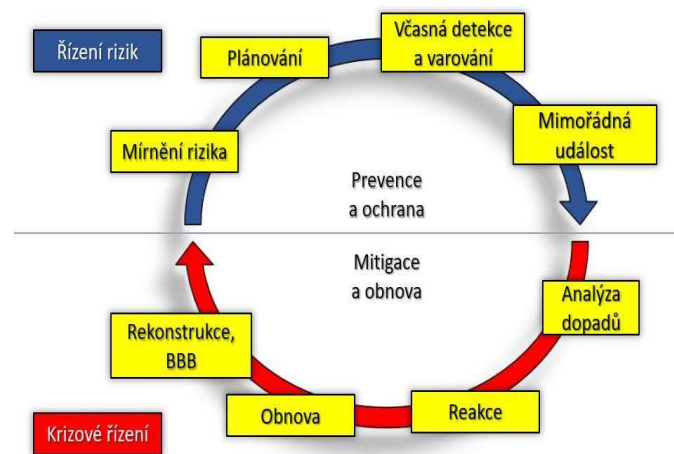 Řízení rizik
Plánování
Včasná detekce
a varování
Mírnění rizika
Mimořádná
událost
Prevence
a ochrana
Mitigace
a obnova
Analýza
dopadů
Rekonstrukce,
BBB
Obnova
Reakce
Krizové řízení